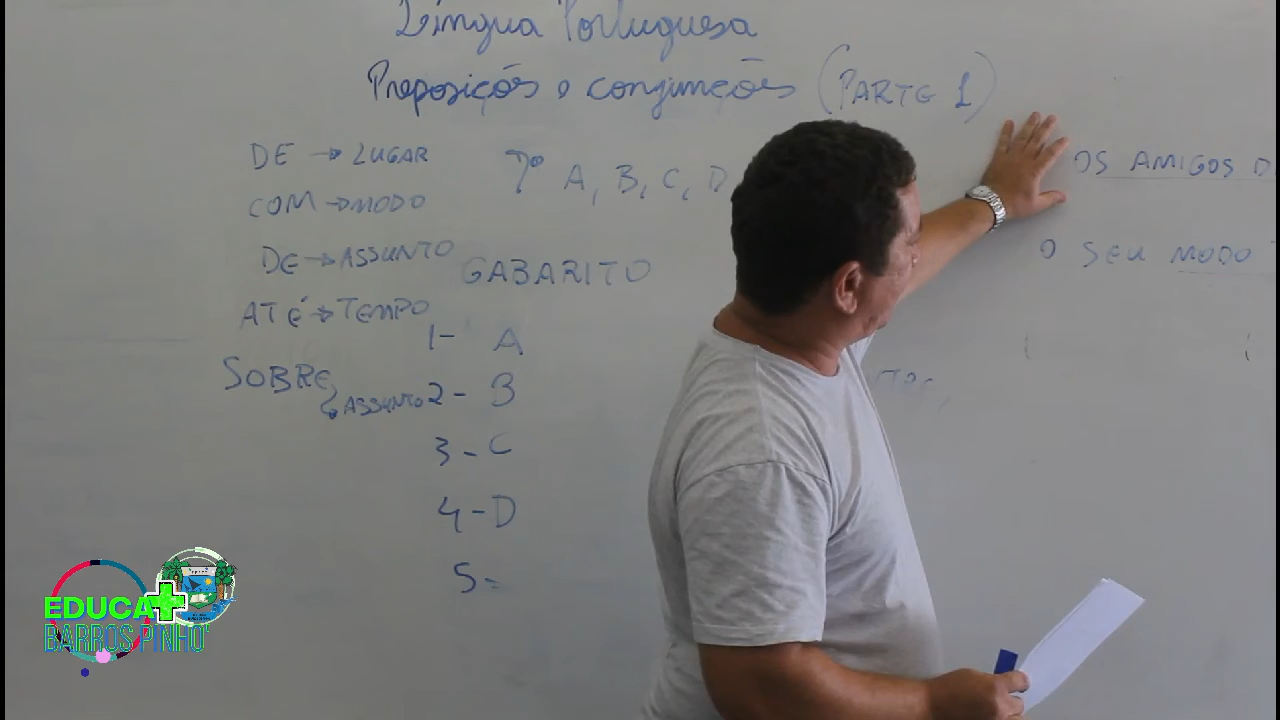 Língua Portuguesa
Preposições e conjunções (PARTE 1)
DE → LUGAR
COM → MODO
DE → ASSUNTO
ATÉ → TEMPO
SOBRE
ASSUNTO
7º A, B, C, D
GABARITO
1- A
2- B
3- C
4- D
5-
OS AMIGOS D
O SEU MODO
EDUCA+
BARROS PINHO